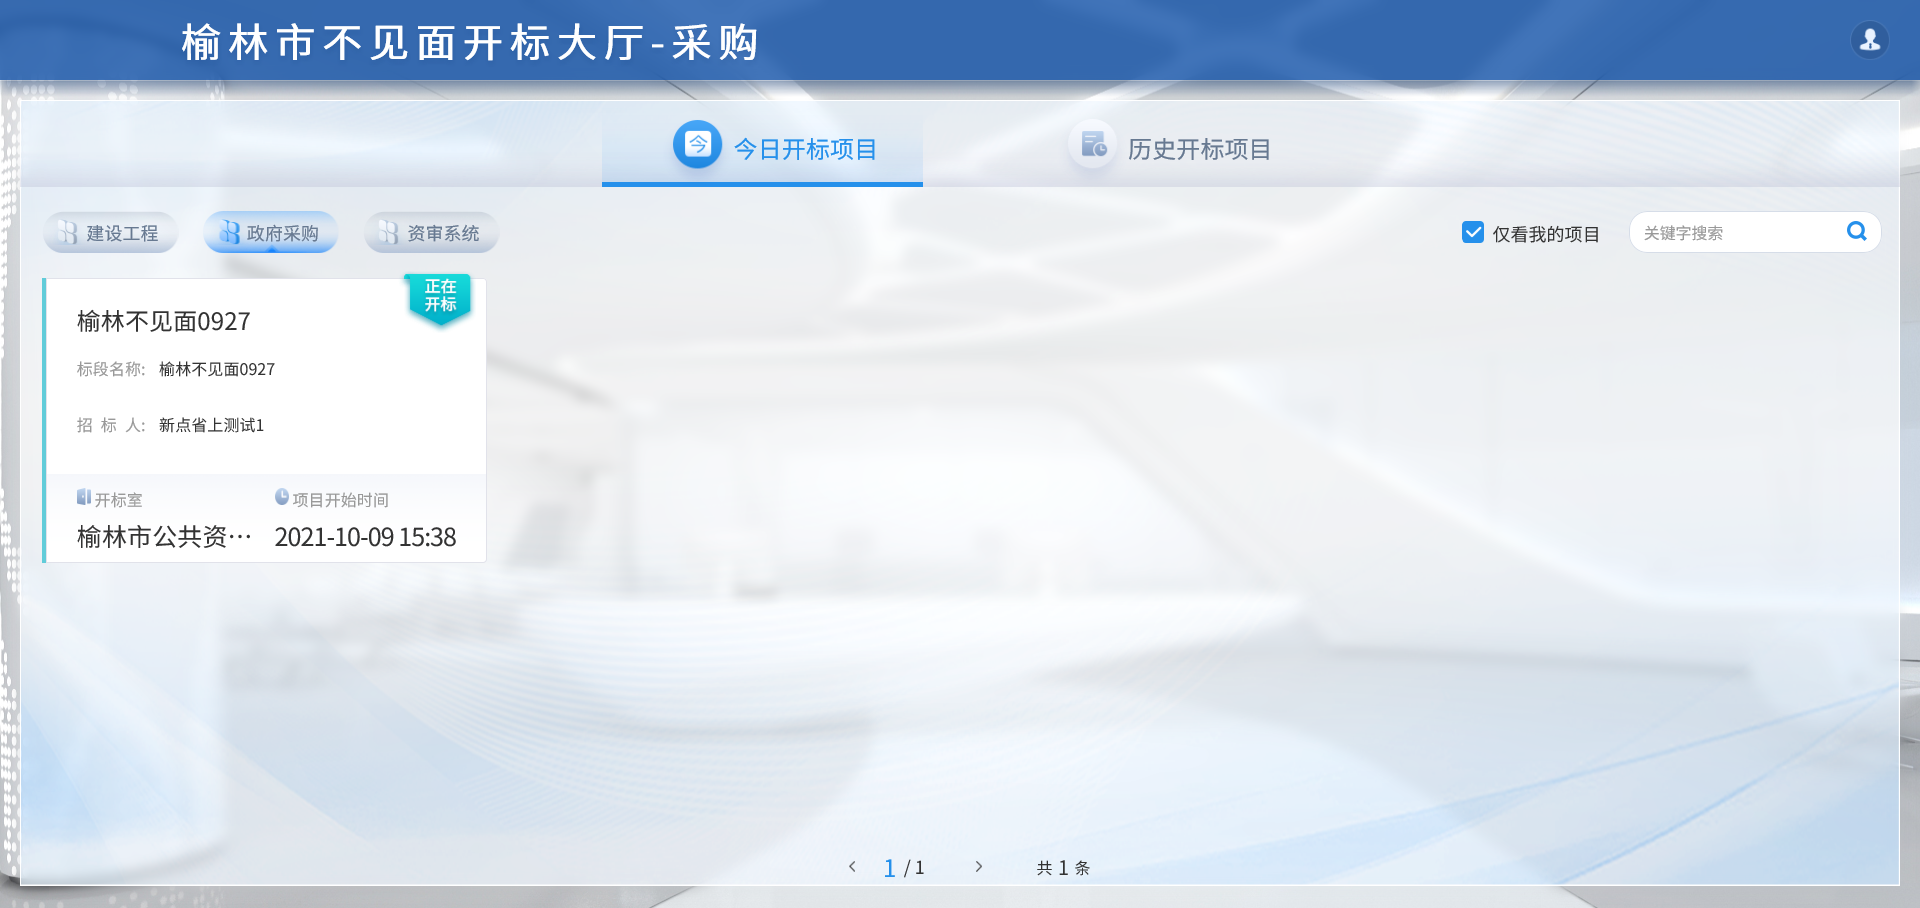 榆林市不见面开标大厅-采购
今日开标项目
历史开标项目
建设工程
政府采购
资审系统
仅看我的项目
关键字搜索
正在
开标
榆林不见面0927
标段名称: 榆林不见面0927
招 标 人: 新点省上测试1
开标室
项目开始时间
榆林市公共资…
2021-10-09 15:38
1 / 1
共 1 条